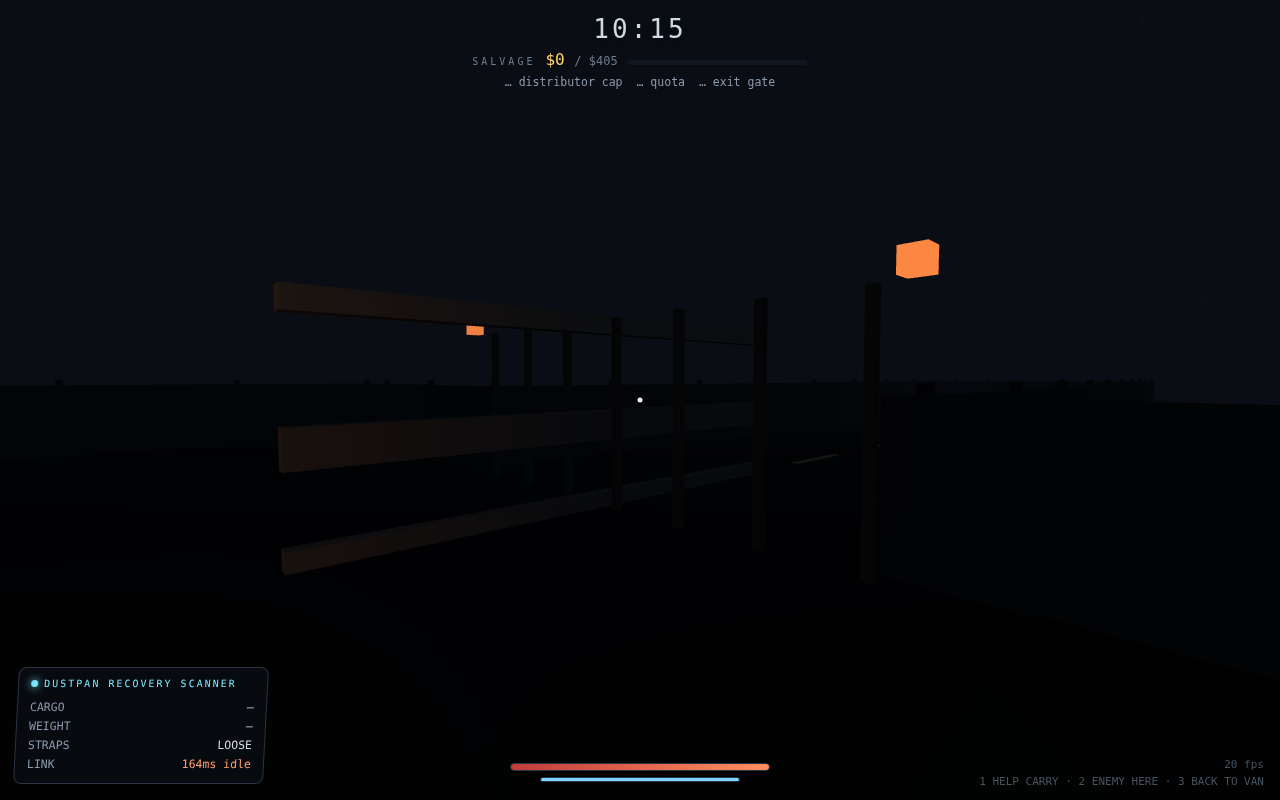 10:15
SALVAGE $0 / $405
… distributor cap … quota … exit gate
DUSTPAN RECOVERY SCANNER
CARGO —
WEIGHT —
STRAPS LOOSE
LINK 164ms idle
20 fps
1 HELP CARRY · 2 ENEMY HERE · 3 BACK TO VAN